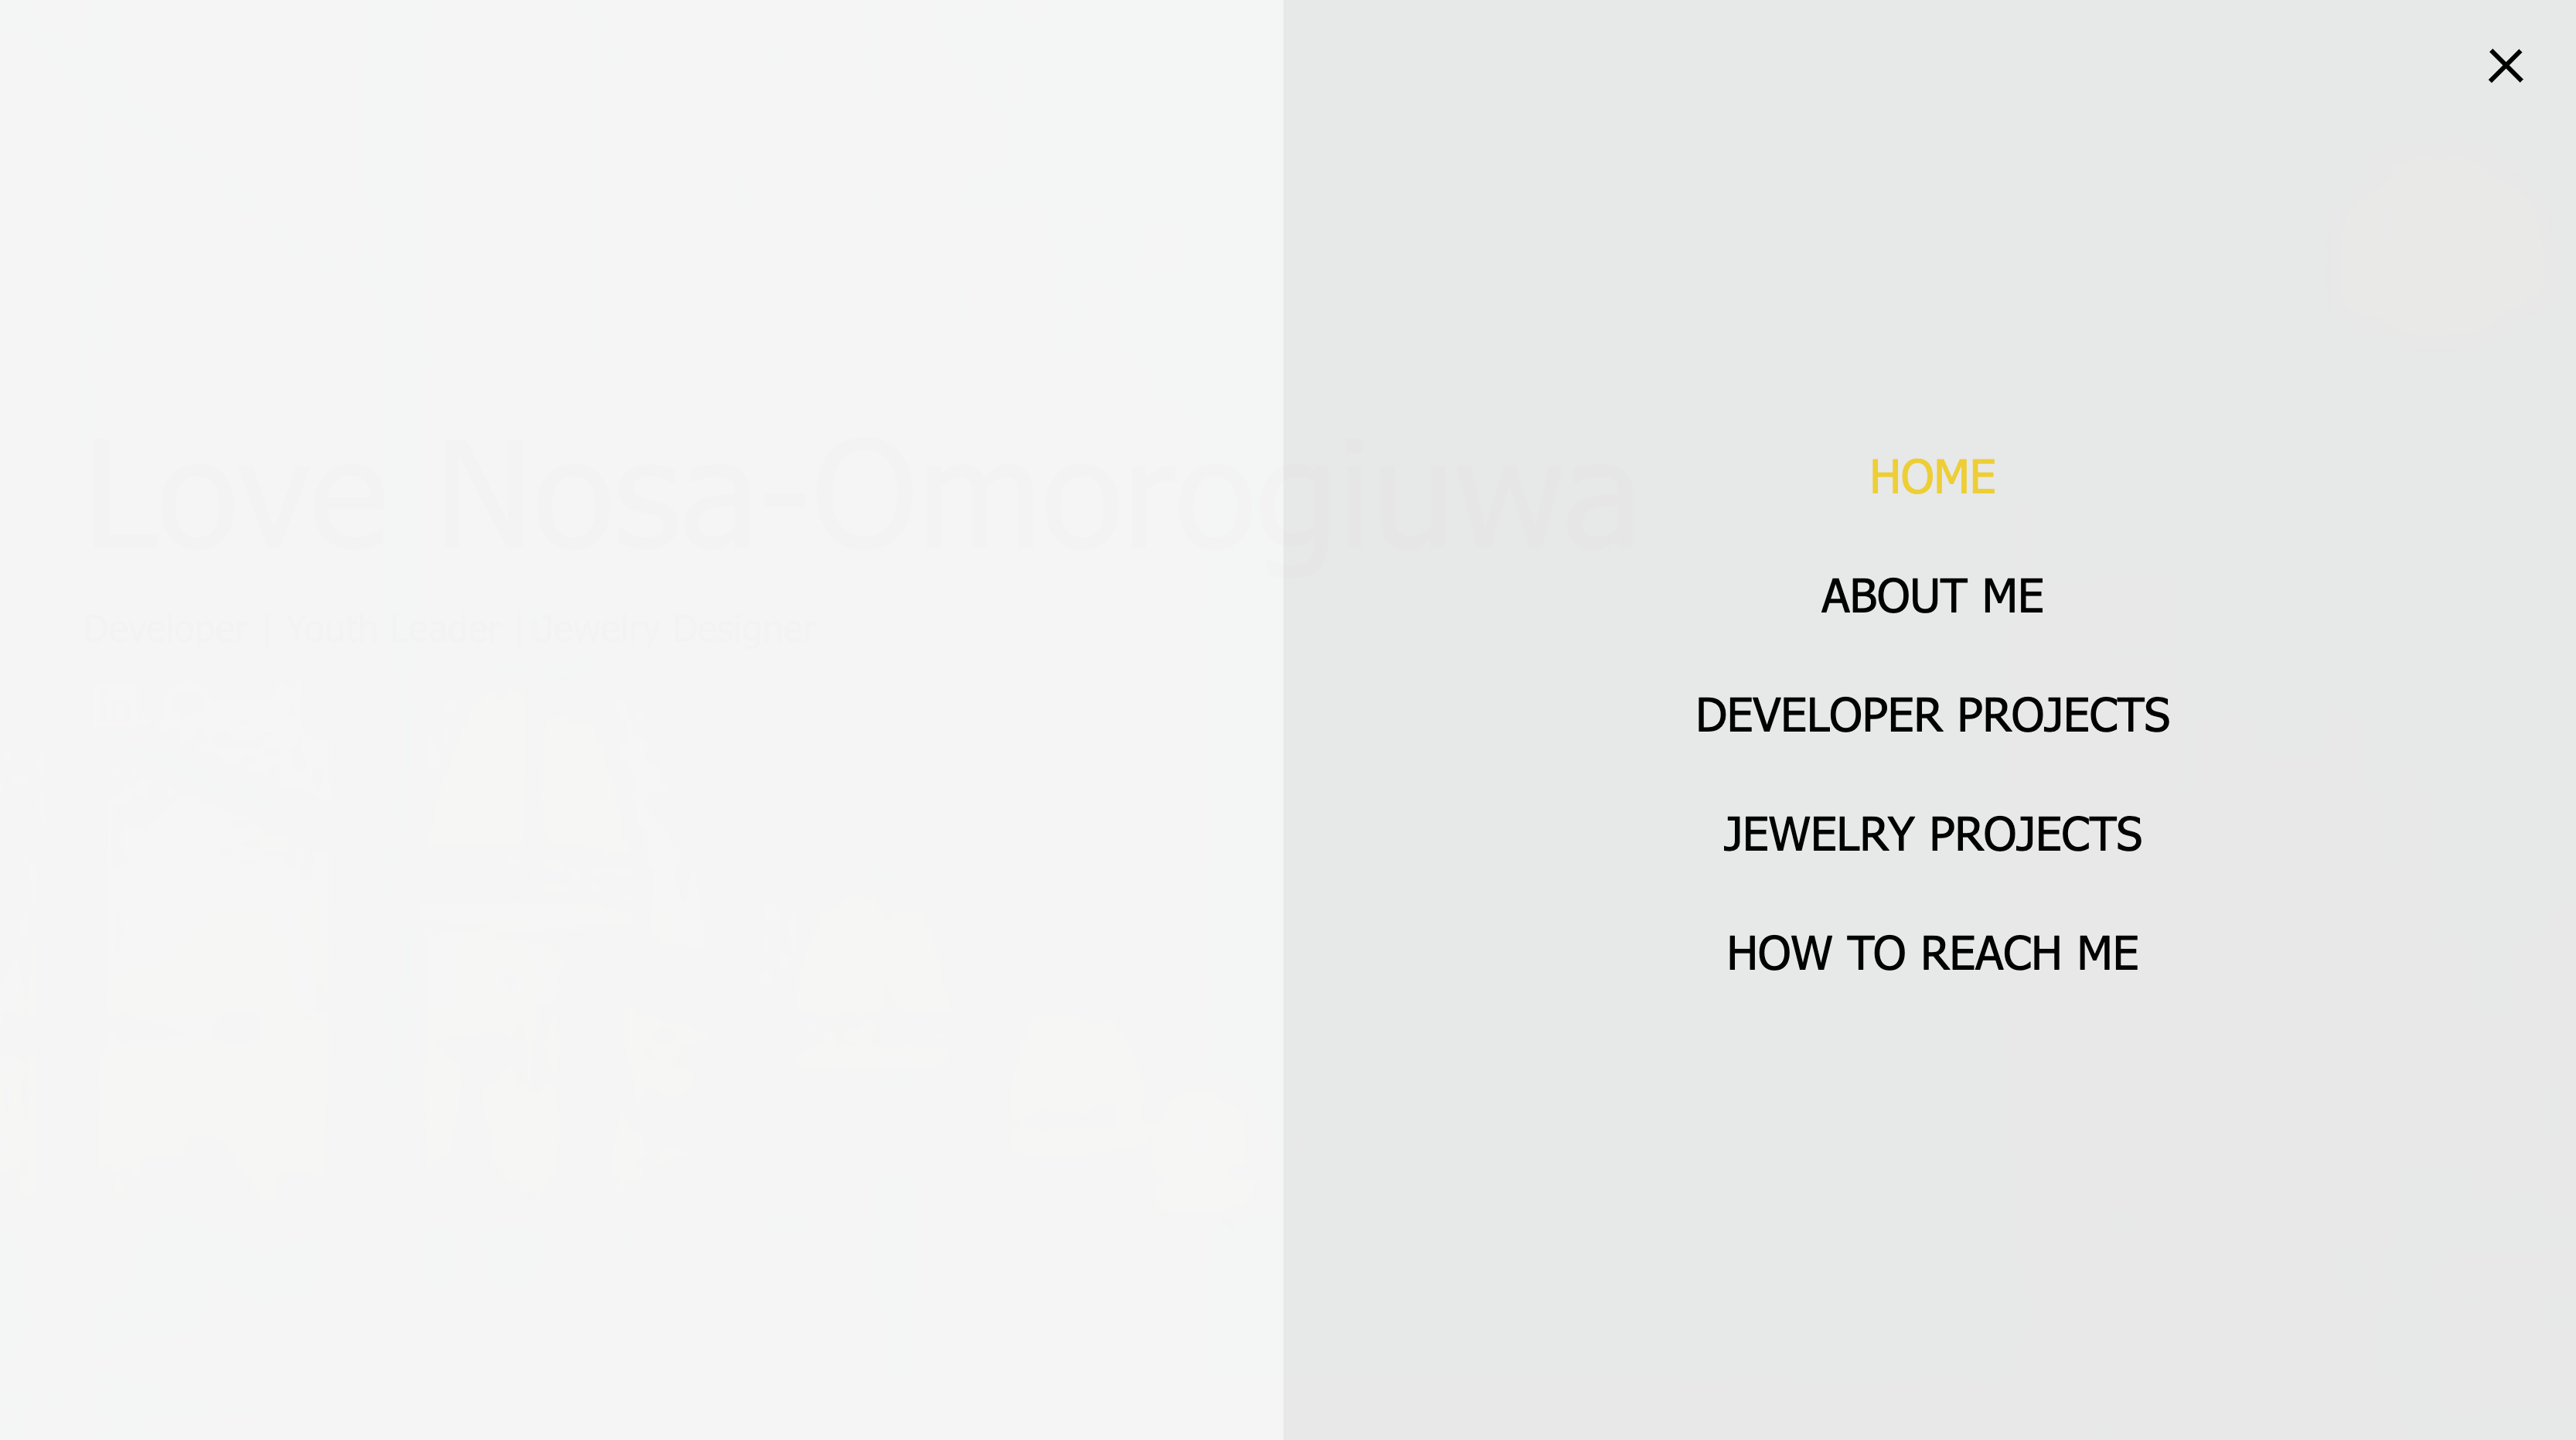 Love Nosa-Omorogiuwa
Developer | Youth Leader | Jewelry Designer
HOME
ABOUT ME
DEVELOPER PROJECTS
JEWELRY PROJECTS
HOW TO REACH ME